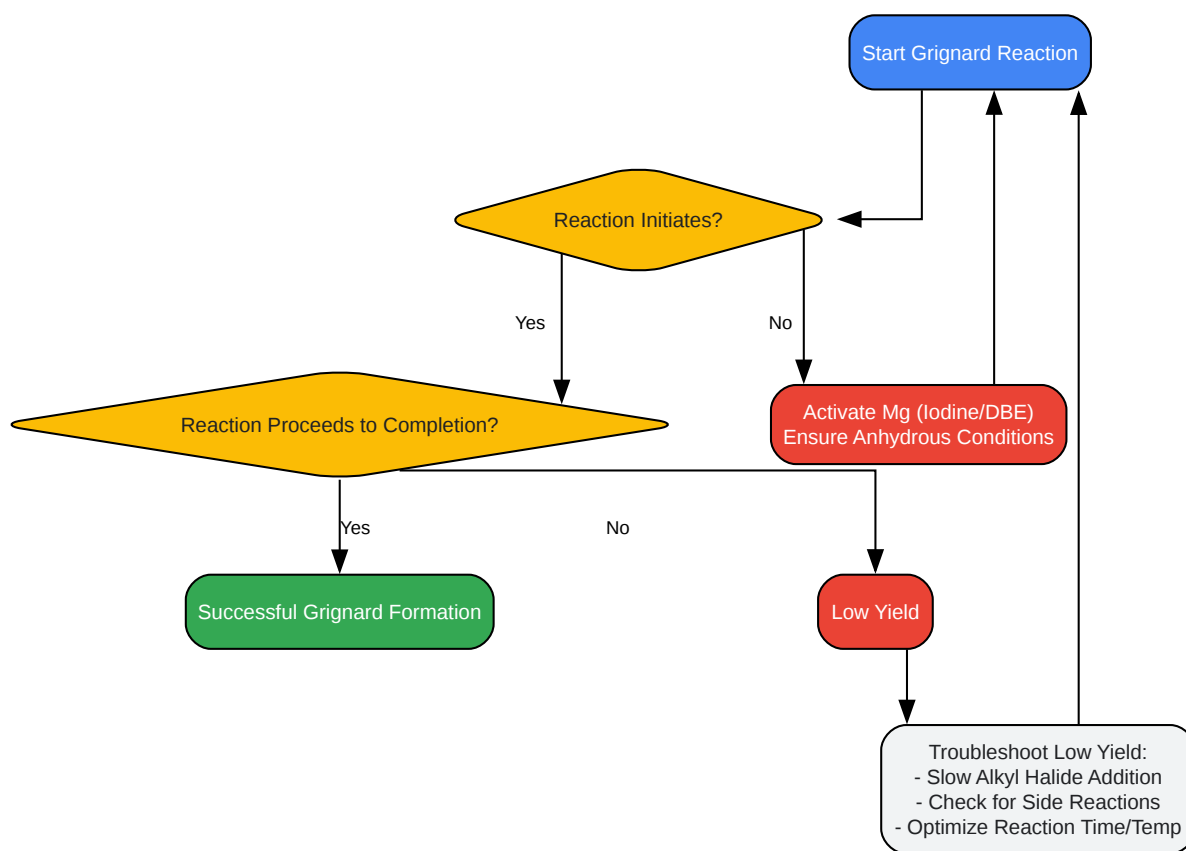 Start Grignard Reaction
Reaction Initiates?
Yes
No
Activate Mg (Iodine/DBE)
Ensure Anhydrous Conditions
Reaction Proceeds to Completion?
Yes
No
Successful Grignard Formation
Low Yield
Troubleshoot Low Yield:
- Slow Alkyl Halide Addition
- Check for Side Reactions
- Optimize Reaction Time/Temp